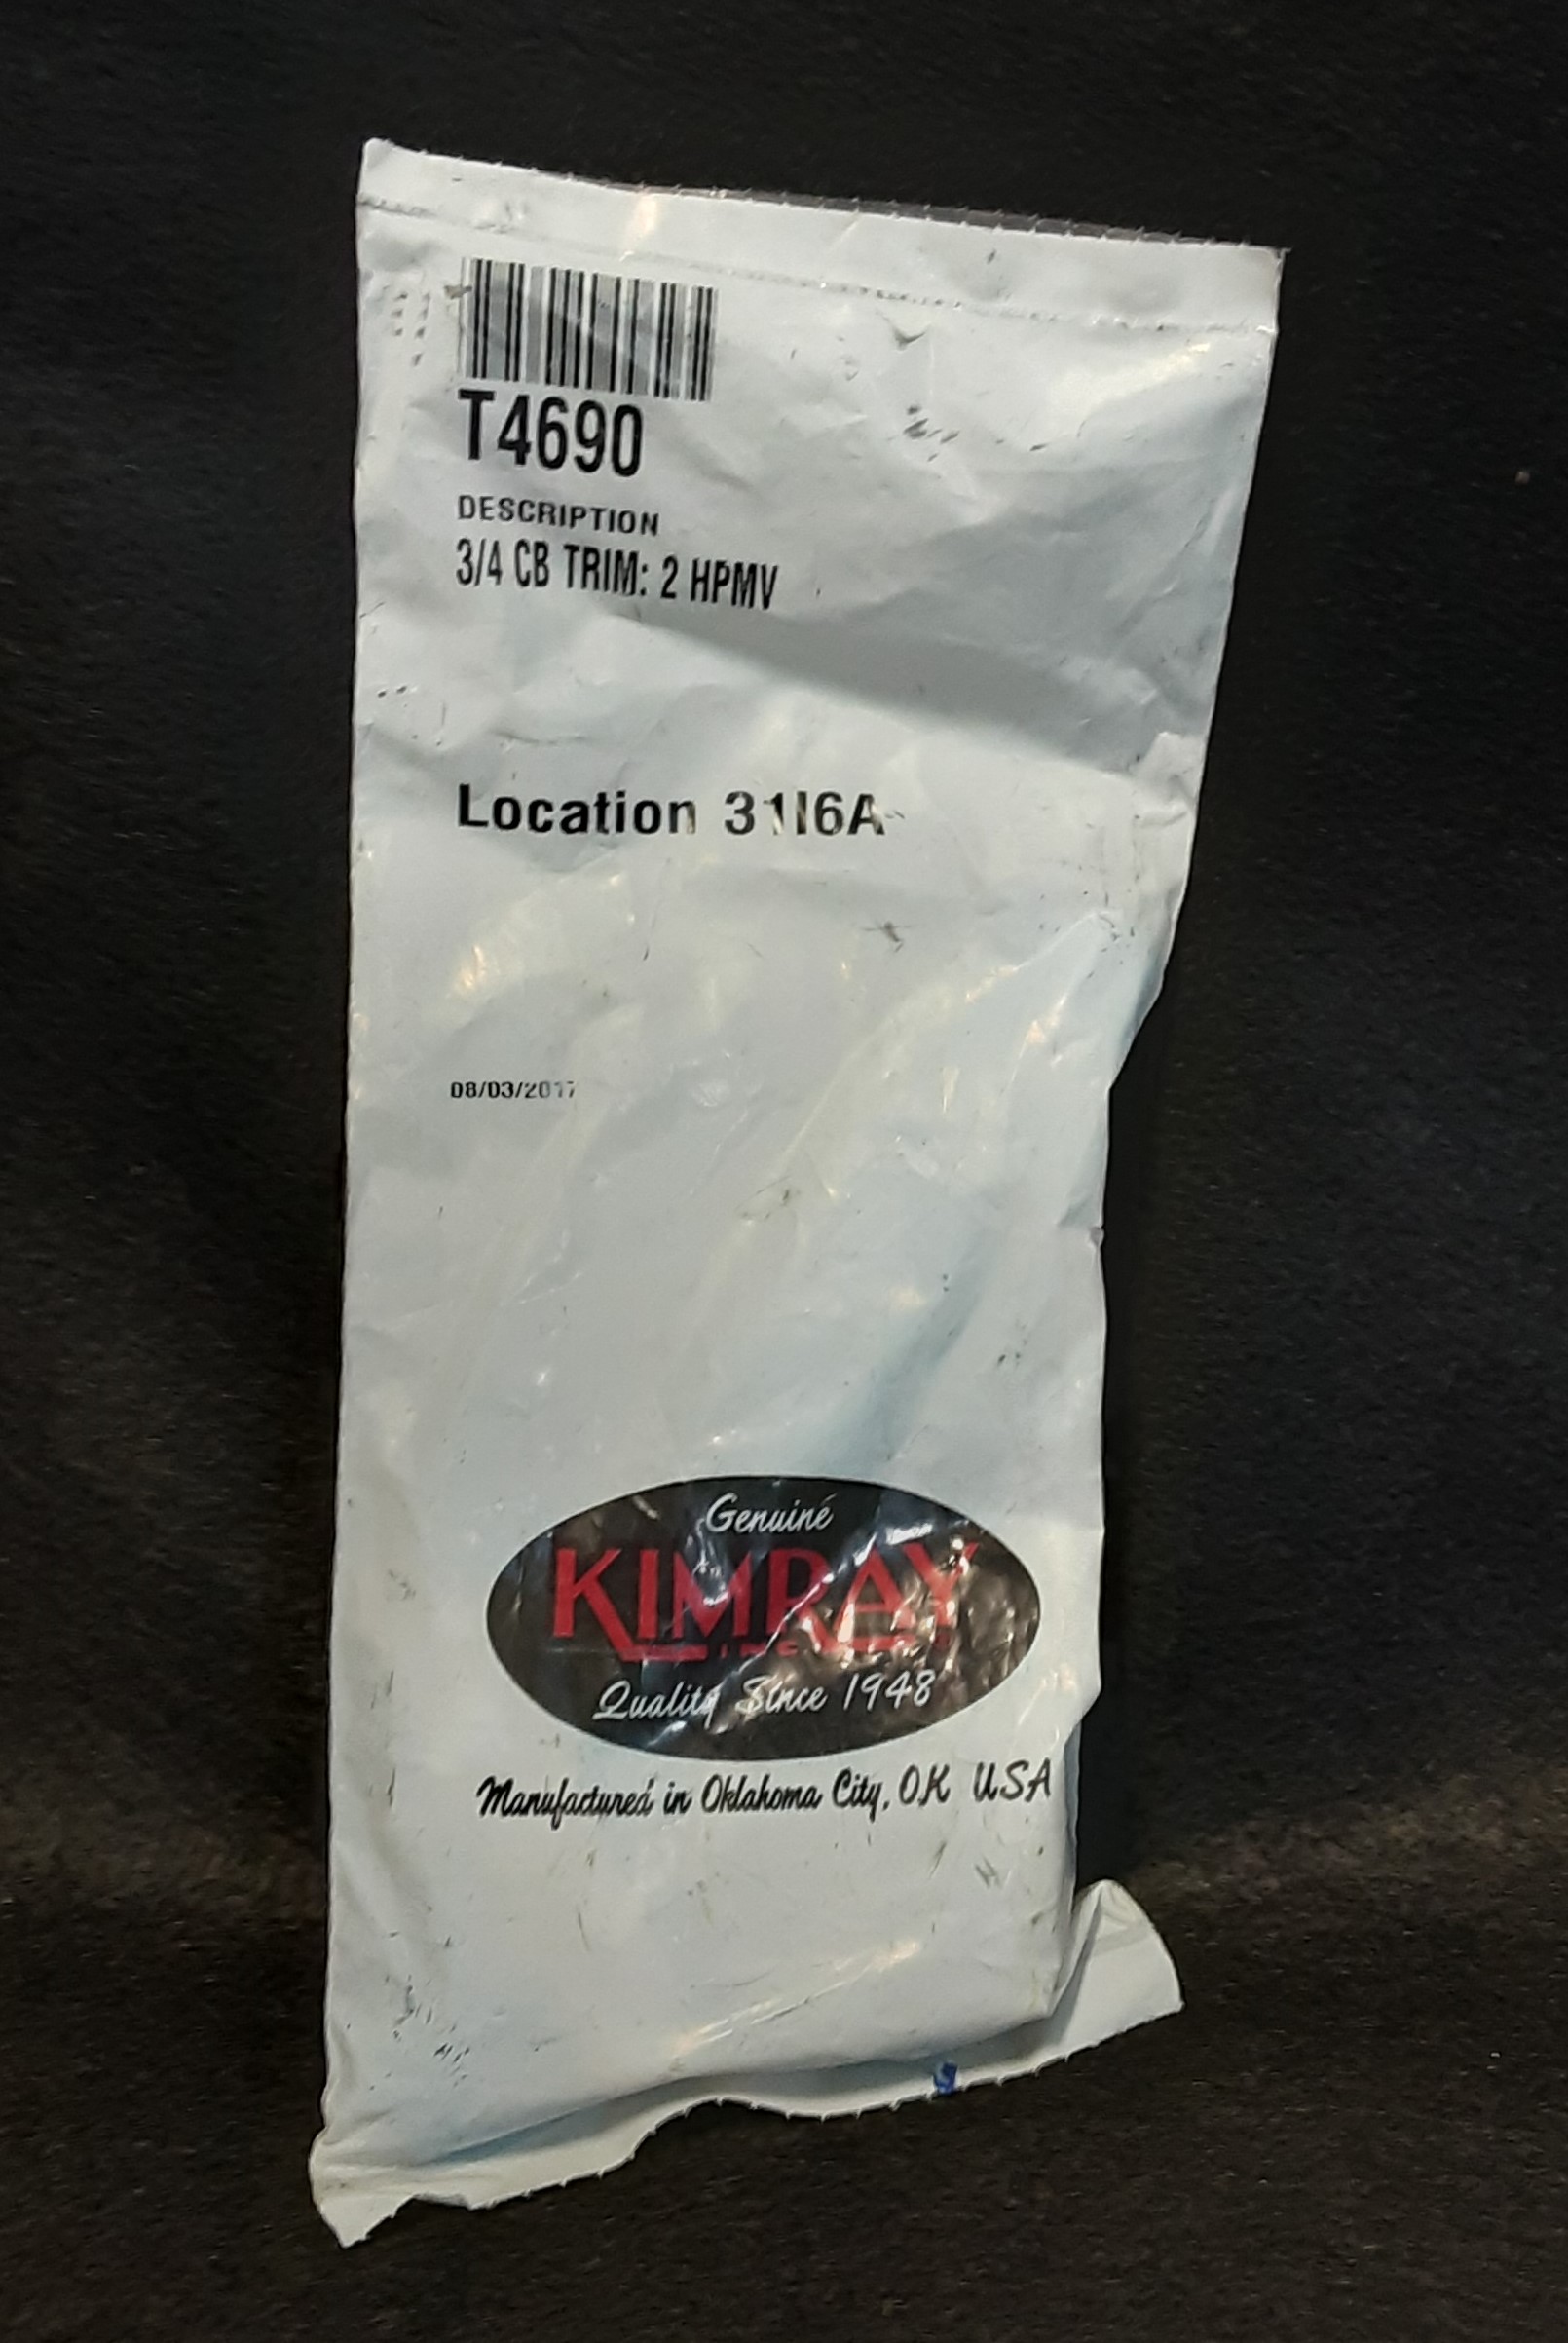 T4690
DESCRIPTION
3/4 CB TRIM: 2 HPMV
Location 31I6A
08/03/2017
Genuine
KIMRAY
INC
Quality Since 1948
Manufactured in Oklahoma City, OK USA